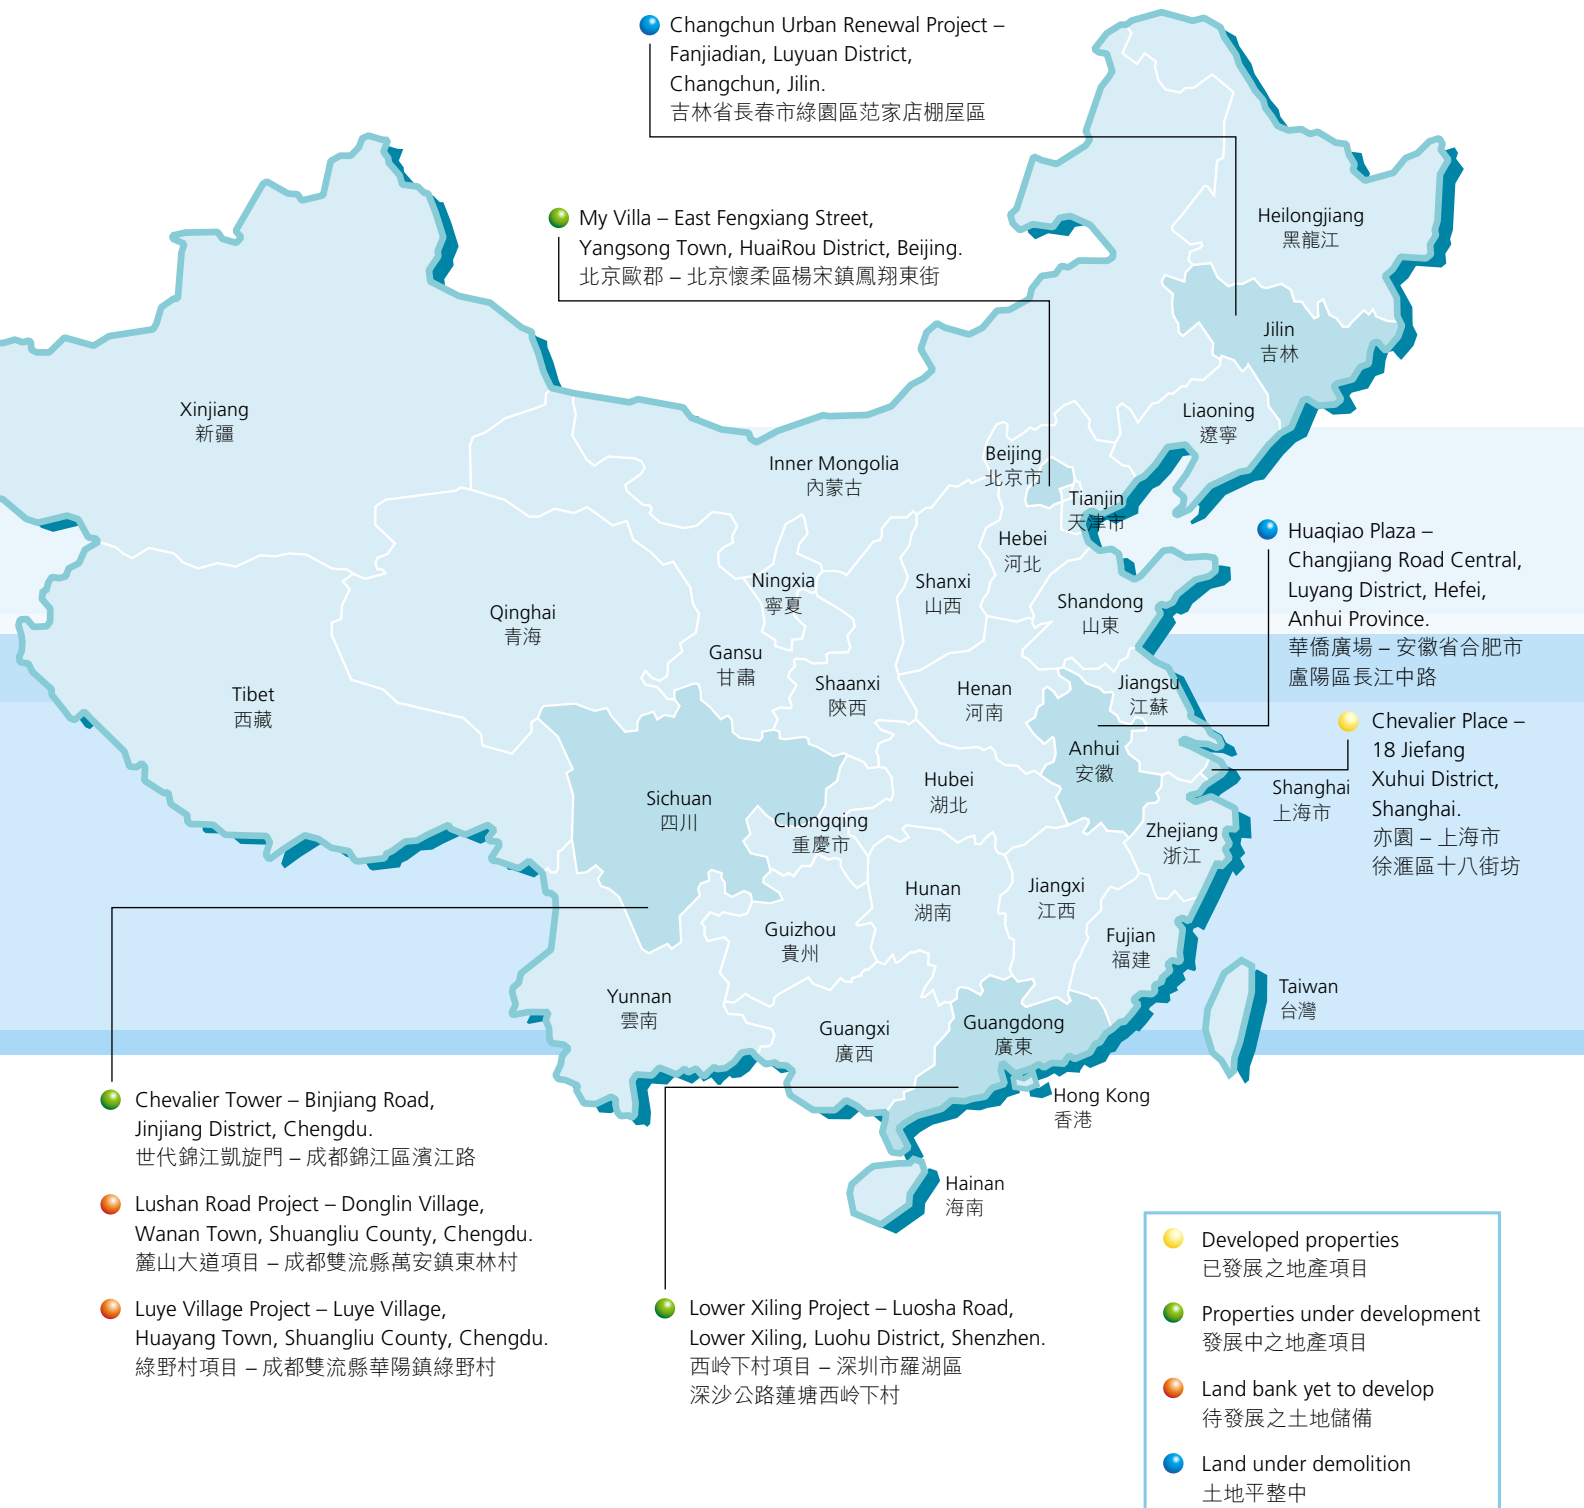 Changchun Urban Renewal Project –
Fanjiadian, Luyuan District,
Changchun, Jilin.
吉林省長春市綠園區范家店棚屋區
My Villa – East Fengxiang Street,
Yangsong Town, HuaiRou District, Beijing.
北京歐郡 – 北京懷柔區楊宋鎮鳳翔東街
Heilongjiang
黑龍江
Jilin
吉林
Liaoning
遼寧
Xinjiang
新疆
Inner Mongolia
內蒙古
Beijing
北京市
Tianjin
天津市
Hebei
河北
Huaqiao Plaza –
Changjiang Road Central,
Luyang District, Hefei,
Anhui Province.
華僑廣場 – 安徽省合肥市
盧陽區長江中路
Ningxia
寧夏
Shanxi
山西
Shandong
山東
Qinghai
青海
Gansu
甘肅
Shaanxi
陝西
Henan
河南
Jiangsu
江蘇
Tibet
西藏
Chevalier Place –
18 Jiefang
Xuhui District,
Shanghai.
亦園 – 上海市
徐滙區十八街坊
Anhui
安徽
Shanghai
上海市
Hubei
湖北
Sichuan
四川
Chongqing
重慶市
Zhejiang
浙江
Hunan
湖南
Jiangxi
江西
Guizhou
貴州
Fujian
福建
Yunnan
雲南
Guangxi
廣西
Guangdong
廣東
Taiwan
台灣
Hong Kong
香港
Hainan
海南
Chevalier Tower – Binjiang Road,
Jinjiang District, Chengdu.
世代錦江凱旋門 – 成都錦江區濱江路
Lushan Road Project – Donglin Village,
Wanan Town, Shuangliu County, Chengdu.
麓山大道項目 – 成都雙流縣萬安鎮東林村
Luye Village Project – Luye Village,
Huayang Town, Shuangliu County, Chengdu.
綠野村項目 – 成都雙流縣華陽鎮綠野村
Lower Xiling Project – Luosha Road,
Lower Xiling, Luohu District, Shenzhen.
西岭下村項目 – 深圳市羅湖區
深沙公路蓮塘西岭下村
Developed properties
已發展之地產項目
Properties under development
發展中之地產項目
Land bank yet to develop
待發展之土地儲備
Land under demolition
土地平整中